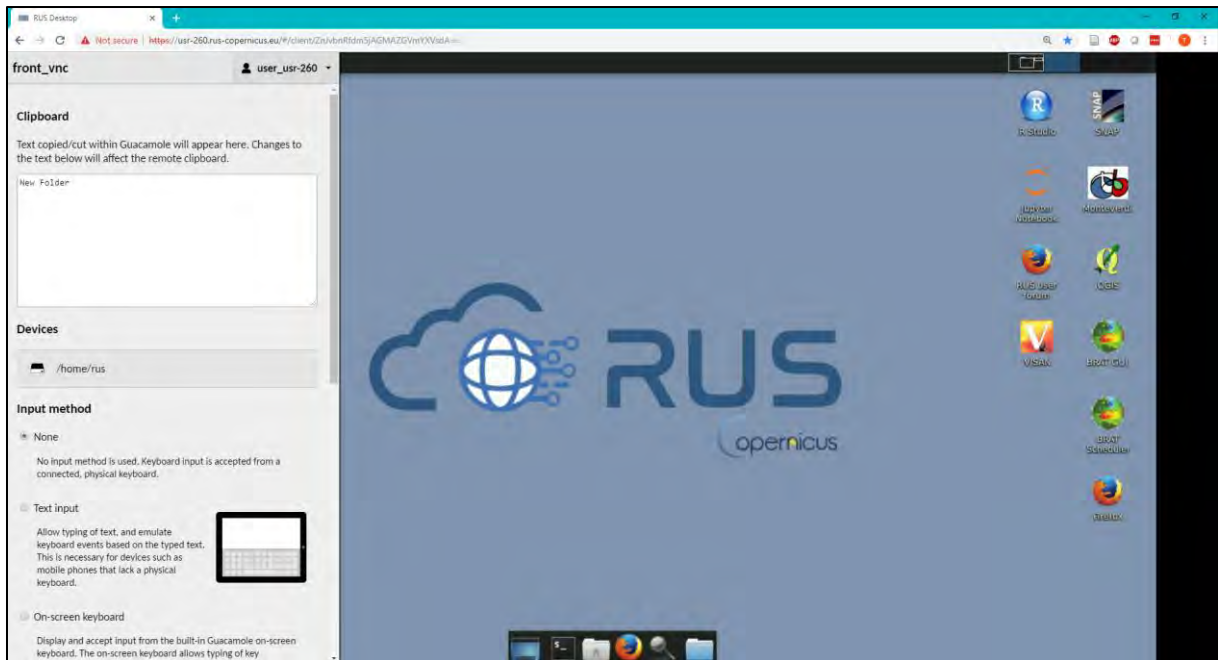 RUS Desktop
Not secure | https://usr-260.rus-copernicus.eu/#/client/
front_vnc
user_usr-260
Clipboard
Text copied/cut within Guacamole will appear here. Changes to
the text below will affect the remote clipboard.
New Folder
Devices
/home/rus
Input method
None
No input method is used. Keyboard input is accepted from a
connected, physical keyboard.
Text input
Allow typing of text, and emulate
keyboard events based on the typed text.
This is necessary for devices such as
mobile phones that lack a physical
keyboard.
On-screen keyboard
Display and accept input from the built-in Guacamole on-screen
keyboard. The on-screen keyboard allows typing of key
RUS
opernicus
R Studio
SNAP
SNAP
Jupyter
Notebook
Monteverdi
RUS user
forum
QGIS
VISAN
BRAT GUI
BRAT
Scheduler
Firefox